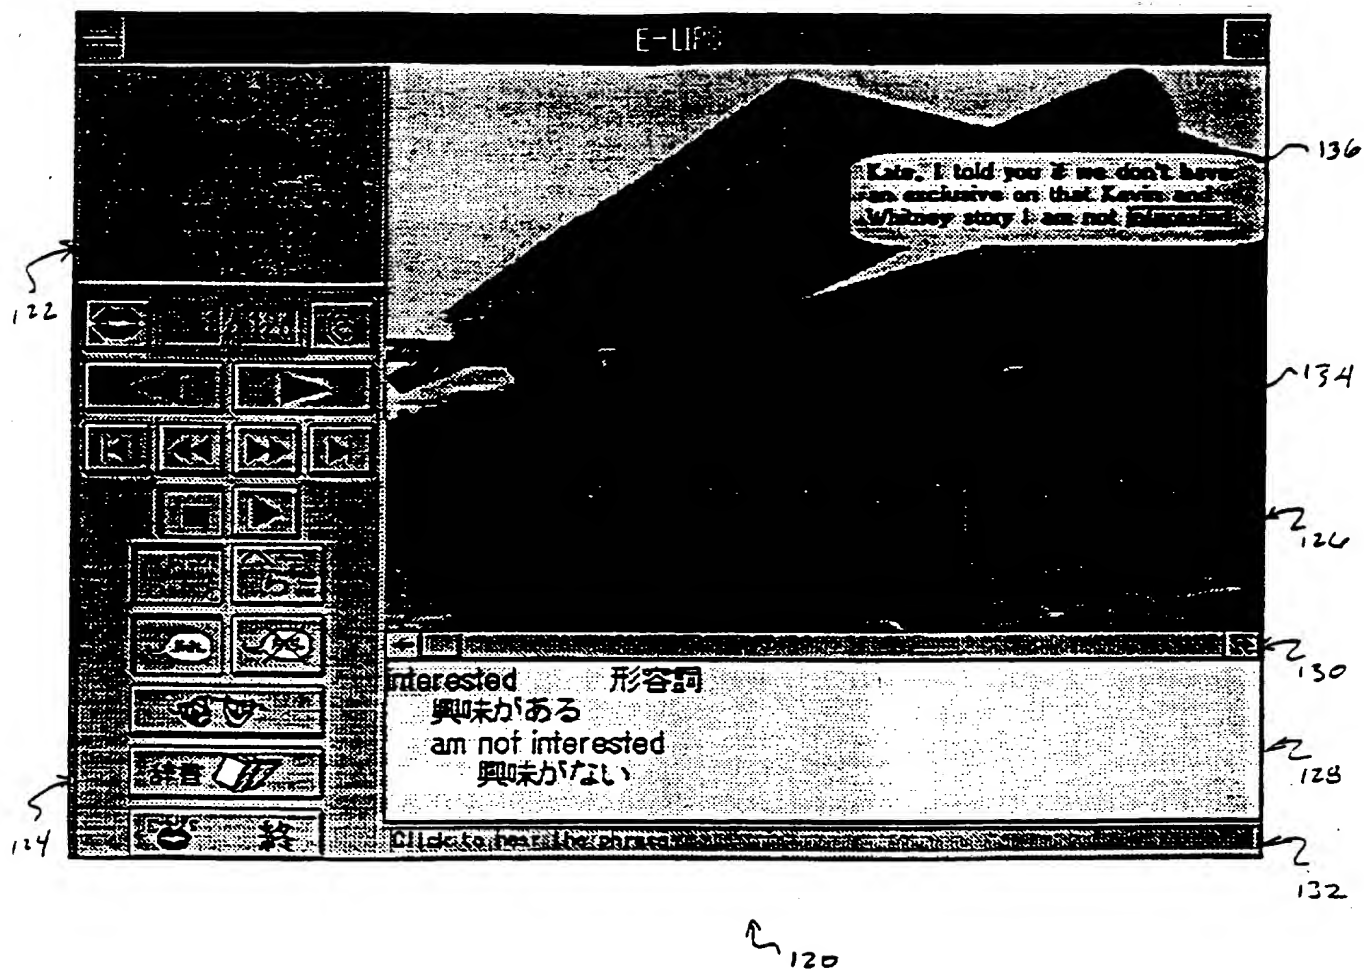 E-LIPS
136
Kate, I told you if we don't have
an exclusive on that Kevin and
Whitney story I am not interested.
122
134
126
130
interested 形容詞
興味がある
am not interested
興味がない
128
辞書
124
終
Click to hear the phrase
132
120